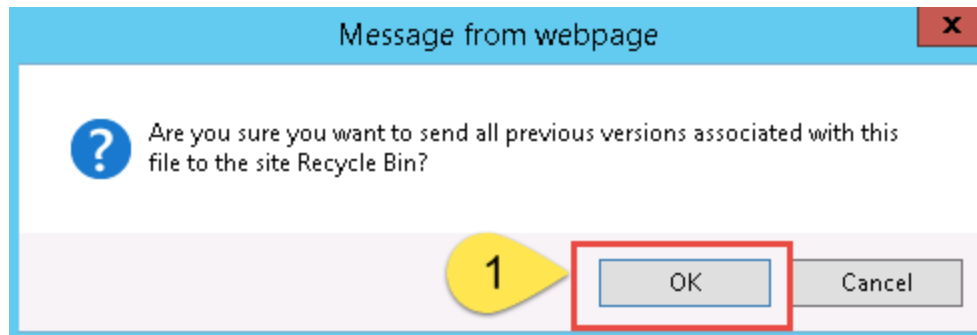 Message from webpage
x
?
Are you sure you want to send all previous versions associated with this
file to the site Recycle Bin?
1
OK
Cancel